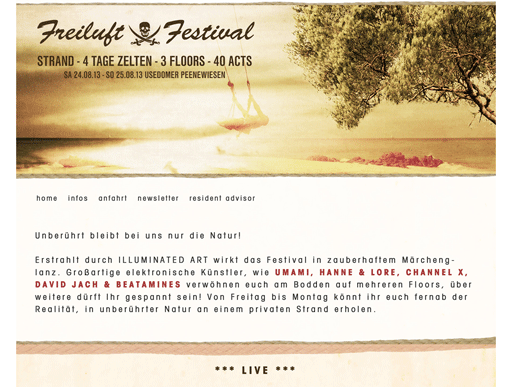 Freiluft Festival
STRAND - 4 TAGE ZELTEN - 3 FLOORS - 40 ACTS
SA 24.08.13 - SO 25.08.13 USEDOMER PEENEWIESEN
home infos anfahrt newsletter resident advisor
Unberührt bleibt bei uns nur die Natur!
Erstrahlt durch ILLUMINATED ART wirkt das Festival in zauberhaftem Märcheng-
lanz. Großartige elektronische Künstler, wie UMAMI, HANNE & LORE, CHANNEL X,
DAVID JACH & BEATAMINES verwöhnen euch am Bodden auf mehreren Floors, über
weitere dürft Ihr gespannt sein! Von Freitag bis Montag könnt ihr euch fernab der
Realität, in unberührter Natur an einem privaten Strand erholen.
*** LIVE ***